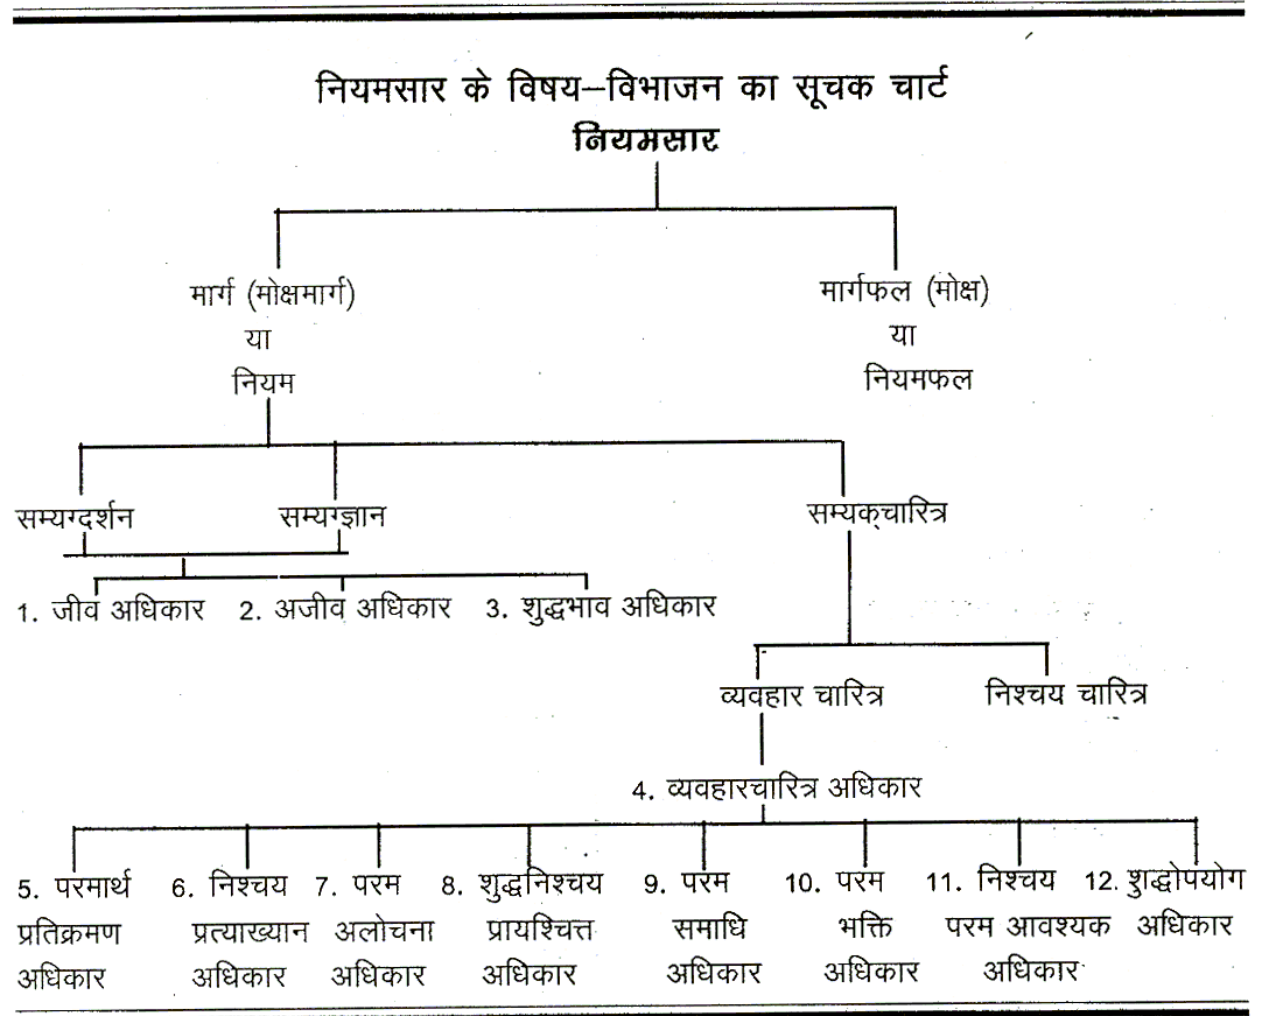 नियमसार के विषय–विभाजन का सूचक चार्ट
नियमसार
मार्ग (मोक्षमार्ग) मार्गफल (मोक्ष)
या या
नियम नियमफल
सम्यग्दर्शन सम्यग्ज्ञान सम्यक्‌चारित्र
1. जीव अधिकार 2. अजीव अधिकार 3. शुद्धभाव अधिकार
व्यवहार चारित्र निश्चय चारित्र
4. व्यवहारचारित्र अधिकार
5. परमार्थ 6. निश्चय 7. परम 8. शुद्धनिश्चय 9. परम 10. परम 11. निश्चय 12. शुद्धोपयोग
प्रतिक्रमण प्रत्याख्यान अलोचना प्रायश्चित्त समाधि भक्ति परम आवश्यक अधिकार
अधिकार अधिकार अधिकार अधिकार अधिकार अधिकार अधिकार